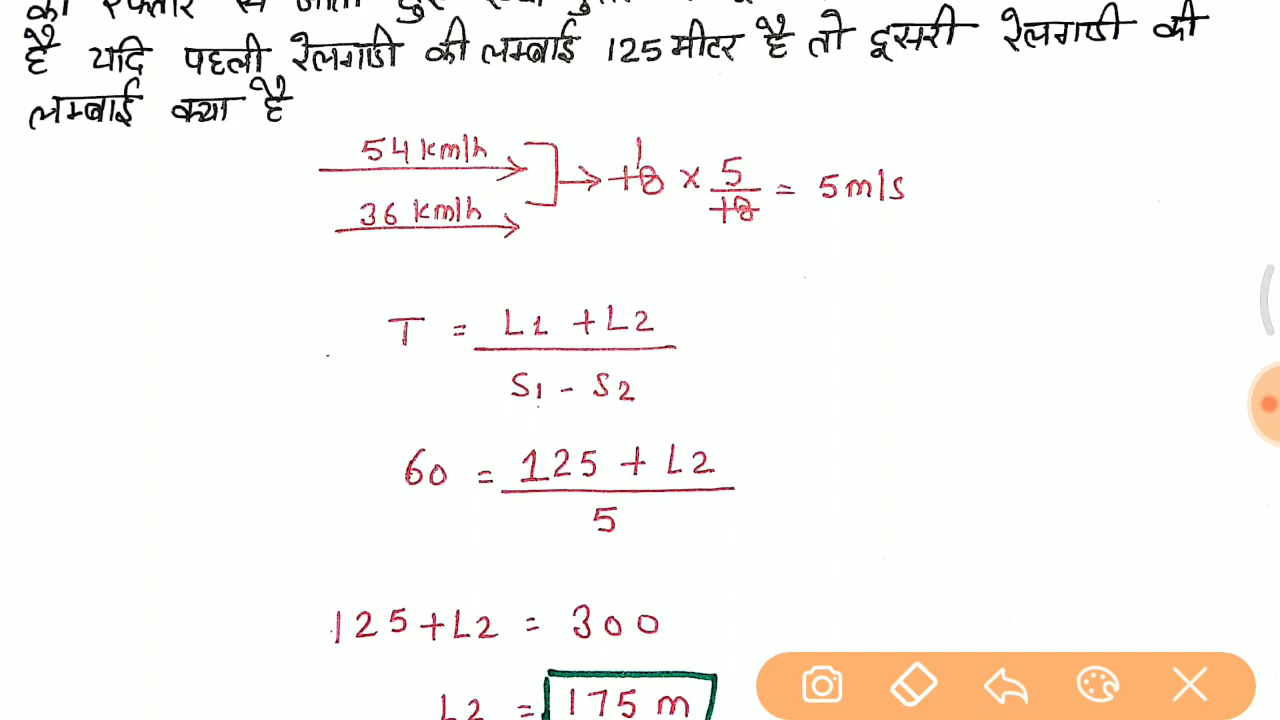 है यदि पहली रेलगाडी की लम्बाई 125 मीटर है तो दूसरी रेलगाडी की
लम्बाई क्या है
54 km/h
36 km/h
18 × 5/18 = 5 m/s
1
T = L1 + L2 / S1 - S2
60 = 125 + L2 / 5
125 + L2 = 300
L2 = 175 m